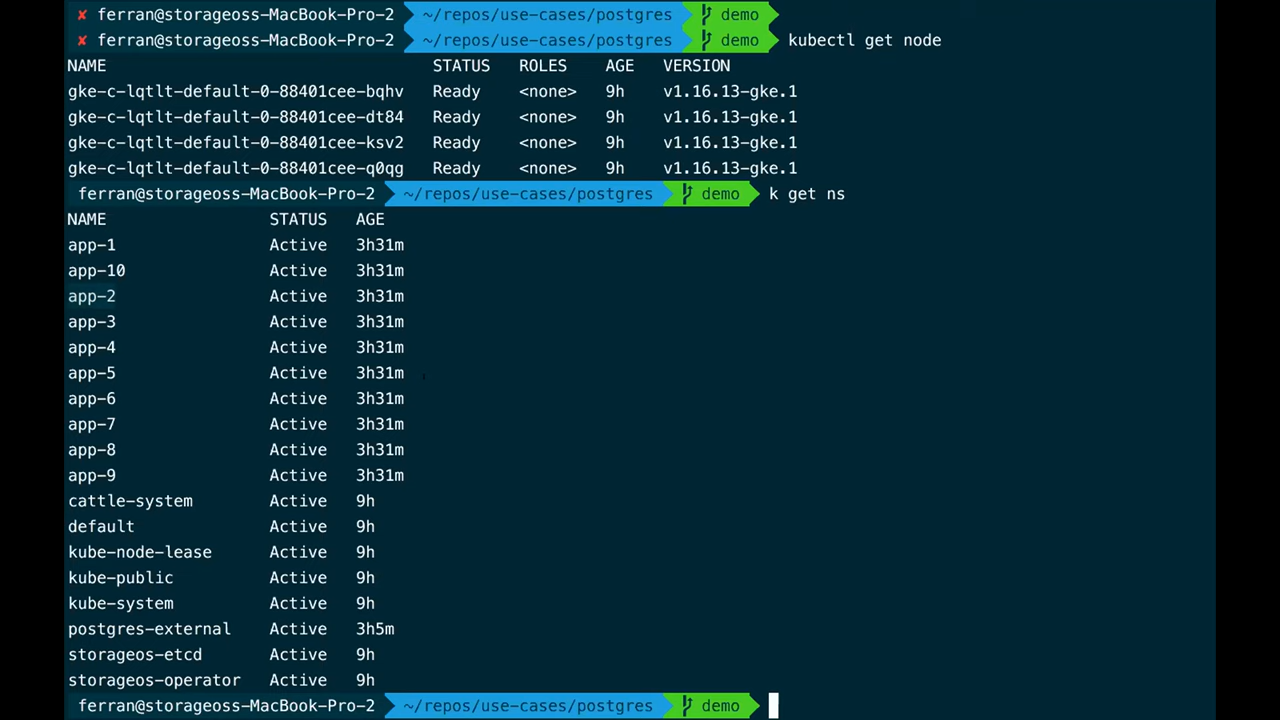 ✘ ferran@storageoss-MacBook-Pro-2 ~/repos/use-cases/postgres demo
✘ ferran@storageoss-MacBook-Pro-2 ~/repos/use-cases/postgres demo kubectl get node
NAME STATUS ROLES AGE VERSION
gke-c-lqtlt-default-0-88401cee-bqhv Ready <none> 9h v1.16.13-gke.1
gke-c-lqtlt-default-0-88401cee-dt84 Ready <none> 9h v1.16.13-gke.1
gke-c-lqtlt-default-0-88401cee-ksv2 Ready <none> 9h v1.16.13-gke.1
gke-c-lqtlt-default-0-88401cee-q0qg Ready <none> 9h v1.16.13-gke.1
ferran@storageoss-MacBook-Pro-2 ~/repos/use-cases/postgres demo k get ns
NAME STATUS AGE
app-1 Active 3h31m
app-10 Active 3h31m
app-2 Active 3h31m
app-3 Active 3h31m
app-4 Active 3h31m
app-5 Active 3h31m
app-6 Active 3h31m
app-7 Active 3h31m
app-8 Active 3h31m
app-9 Active 3h31m
cattle-system Active 9h
default Active 9h
kube-node-lease Active 9h
kube-public Active 9h
kube-system Active 9h
postgres-external Active 3h5m
storageos-etcd Active 9h
storageos-operator Active 9h
ferran@storageoss-MacBook-Pro-2 ~/repos/use-cases/postgres demo